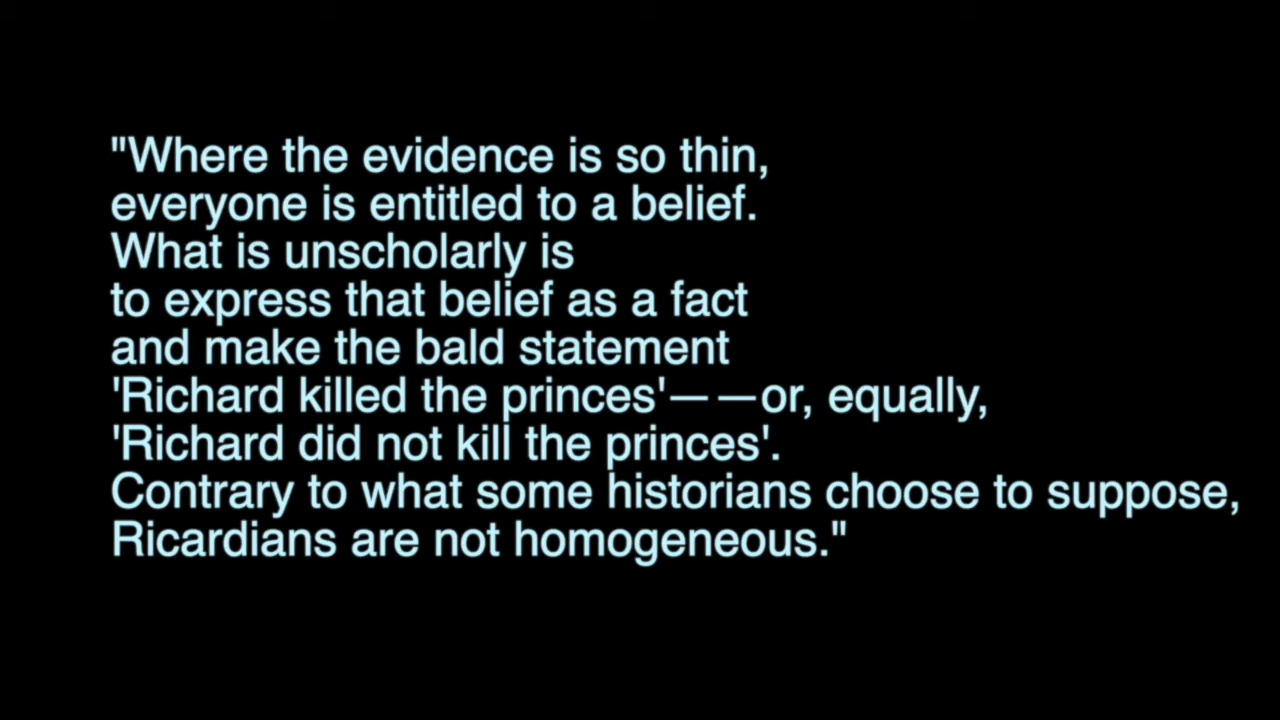 "Where the evidence is so thin,
everyone is entitled to a belief.
What is unscholarly is
to express that belief as a fact
and make the bald statement
'Richard killed the princes'— —or, equally,
'Richard did not kill the princes'.
Contrary to what some historians choose to suppose,
Ricardians are not homogeneous."